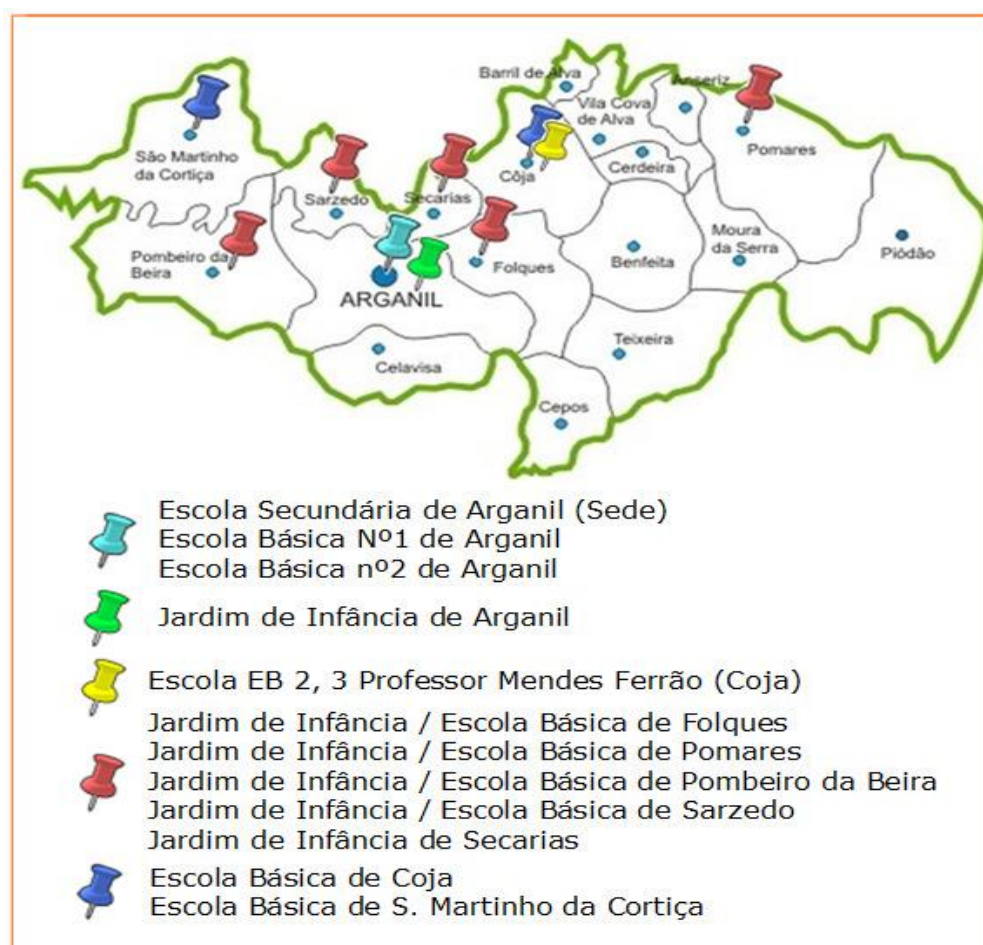 Barril de Alva
Anseriz
Vila Cova
de Alva
São Martinho
da Cortiça
Pomares
Cerdeira
Côja
Sarzedo
Secarias
Moura
da Serra
Piódão
Pombeiro da
Beira
Folques
Benfeita
ARGANIL
Teixeira
Celavisa
Cepos
Escola Secundária de Arganil (Sede)
Escola Básica Nº1 de Arganil
Escola Básica nº2 de Arganil
Jardim de Infância de Arganil
Escola EB 2, 3 Professor Mendes Ferrão (Coja)
Jardim de Infância / Escola Básica de Folques
Jardim de Infância / Escola Básica de Pomares
Jardim de Infância / Escola Básica de Pombeiro da Beira
Jardim de Infância / Escola Básica de Sarzedo
Jardim de Infância de Secarias
Escola Básica de Coja
Escola Básica de S. Martinho da Cortiça